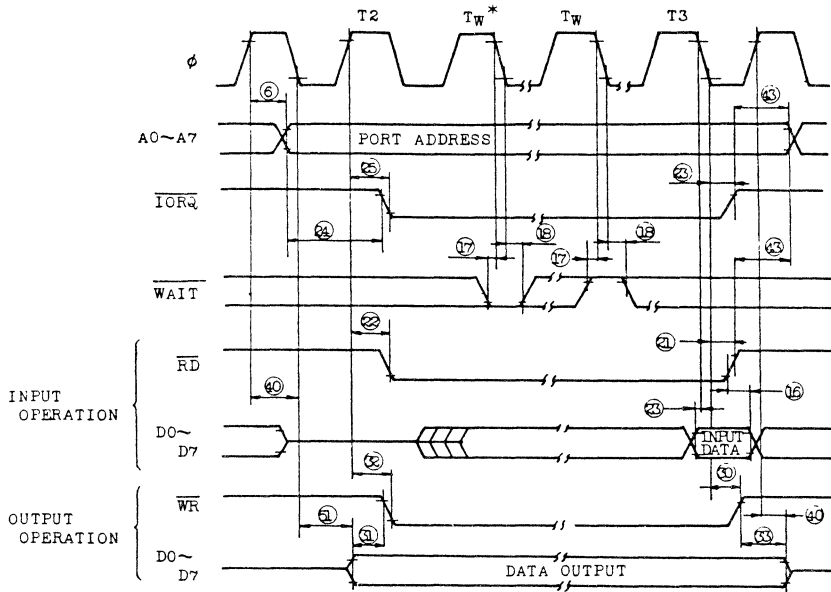 T2 TW* TW T3
ϕ
⑥ ㊸
A0~A7 PORT ADDRESS
㉕ ㉓
IORQ
㉔ ⑰ ⑱ ⑰ ⑱ ㊸
WAIT
㉒ ㉑
RD
INPUT OPERATION
㊵ ⑯
㉓
D0~D7 INPUT DATA
㉚
WR
OUTPUT OPERATION
㊵
㉛ ㉝
D0~D7 DATA OUTPUT